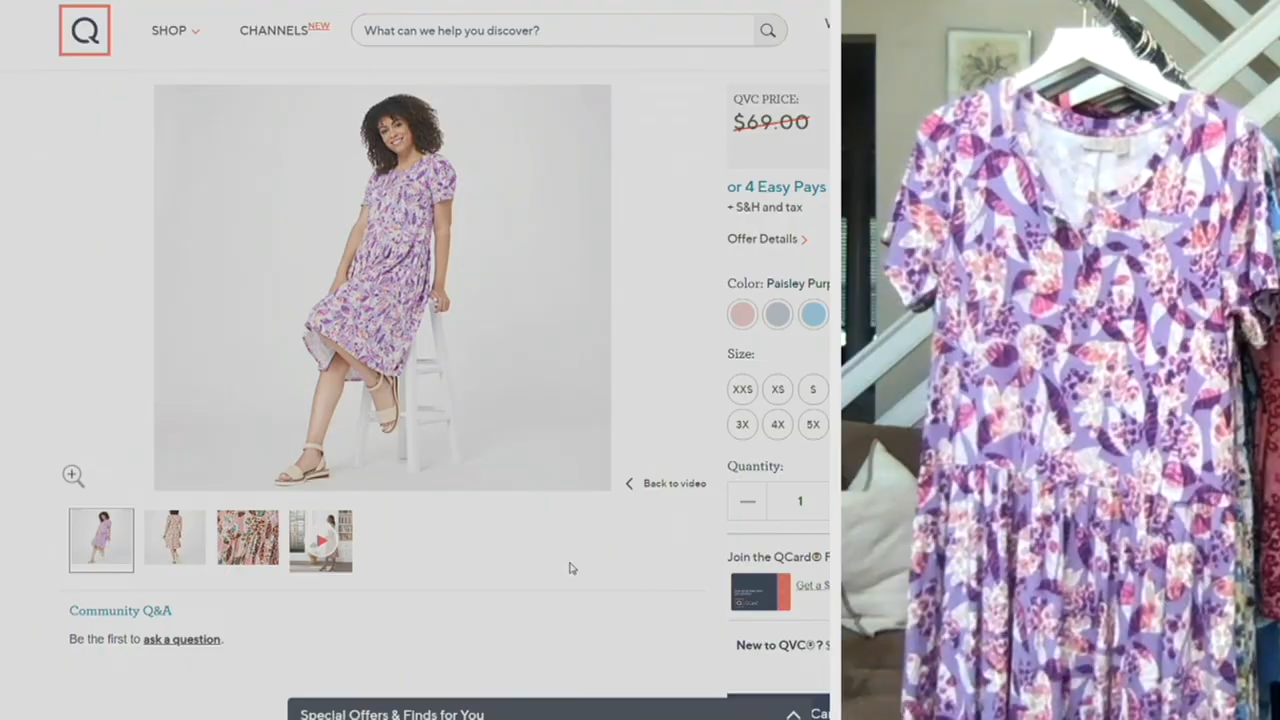 Q
SHOP
CHANNELS NEW
What can we help you discover?
QVC PRICE:
$69.00
or 4 Easy Pays
+ S&H and tax
Offer Details
Color: Paisley Purp
Size:
XXS XS S
3X 4X 5X
Quantity:
1
Back to video
Join the QCard® F
Get a $
Community Q&A
Be the first to ask a question.
New to QVC®? $
Special Offers & Finds for You
Car